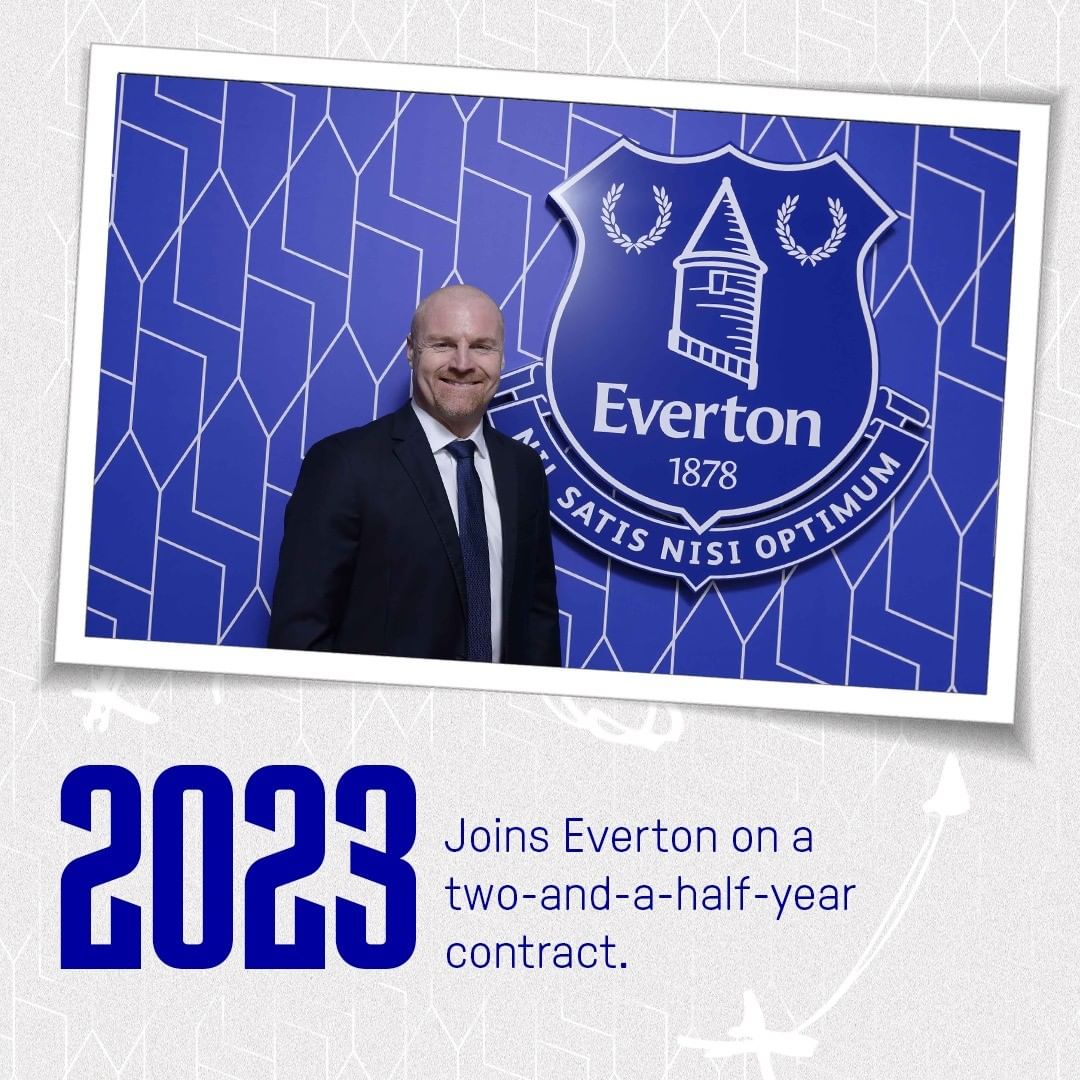 Everton
1878
NIL SATIS NISI OPTIMUM
2023
Joins Everton on a
two-and-a-half-year
contract.